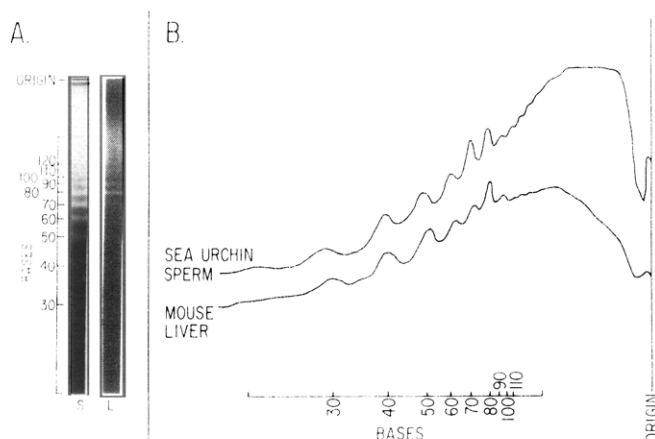 A.
ORIGIN
120
110
100
90
80
70
60
50
40
30
BASES
S L
B.
SEA URCHIN
SPERM
MOUSE
LIVER
30 40 50 60 70 80 90 100 110
BASES
ORIGIN